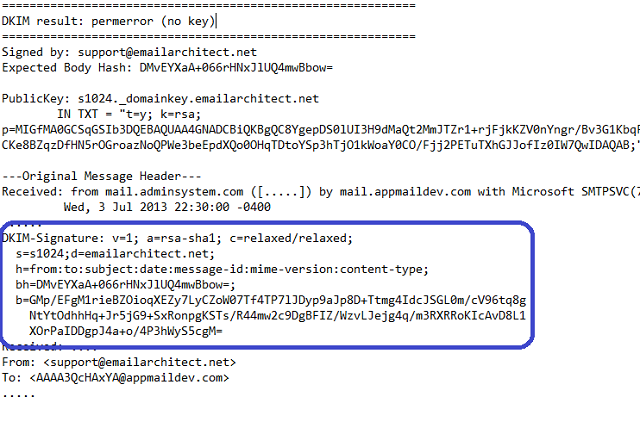 ============================================================
DKIM result: permerror (no key)
============================================================
Signed by: support@emailarchitect.net
Expected Body Hash: DMvEYXaA+066rHNxJlUQ4mwBbow=
PublicKey: s1024._domainkey.emailarchitect.net
IN TXT = "t=y; k=rsa;
p=MIGfMA0GCSqGSIb3DQEBAQUAA4GNADCBiQKBgQC8YgepDS0lUI3H9dMaQt2MmJTZr1+rjFjkKZV0nYngr/Bv3G1KbqF
CKe8BZqzDfHN5rOGroazNoQPWe3beEpdXQo0OHqTDtoYSp3hTjO1kWoaY0CO/Fjj2PETuTXhGJJofIz0IW7QwIDAQAB;"
---Original Message Header---
Received: from mail.adminsystem.com ([.....]) by mail.appmaildev.com with Microsoft SMTPSVC(7
Wed, 3 Jul 2013 22:30:00 -0400
......
DKIM-Signature: v=1; a=rsa-sha1; c=relaxed/relaxed;
s=s1024;d=emailarchitect.net;
h=from:to:subject:date:message-id:mime-version:content-type;
bh=DMvEYXaA+066rHNxJlUQ4mwBbow=;
b=GMp/EFgM1rieBZOioqXEZy7LyCZoW07Tf4TP7lJDyp9aJp8D+Ttmg4IdcJSGL0m/cV96tq8g
NtYtOdhhHq+Jr5jG9+SxRonpgKSTs/R44mw2c9DgBFIZ/WzvLJejg4q/m3RXRRoKIcAvD8L1
XOrPaIDDgpJ4a+o/4P3hWyS5cgM=
Received: ....
From: <support@emailarchitect.net>
To: <AAAA3QcHAxYA@appmaildev.com>
.....